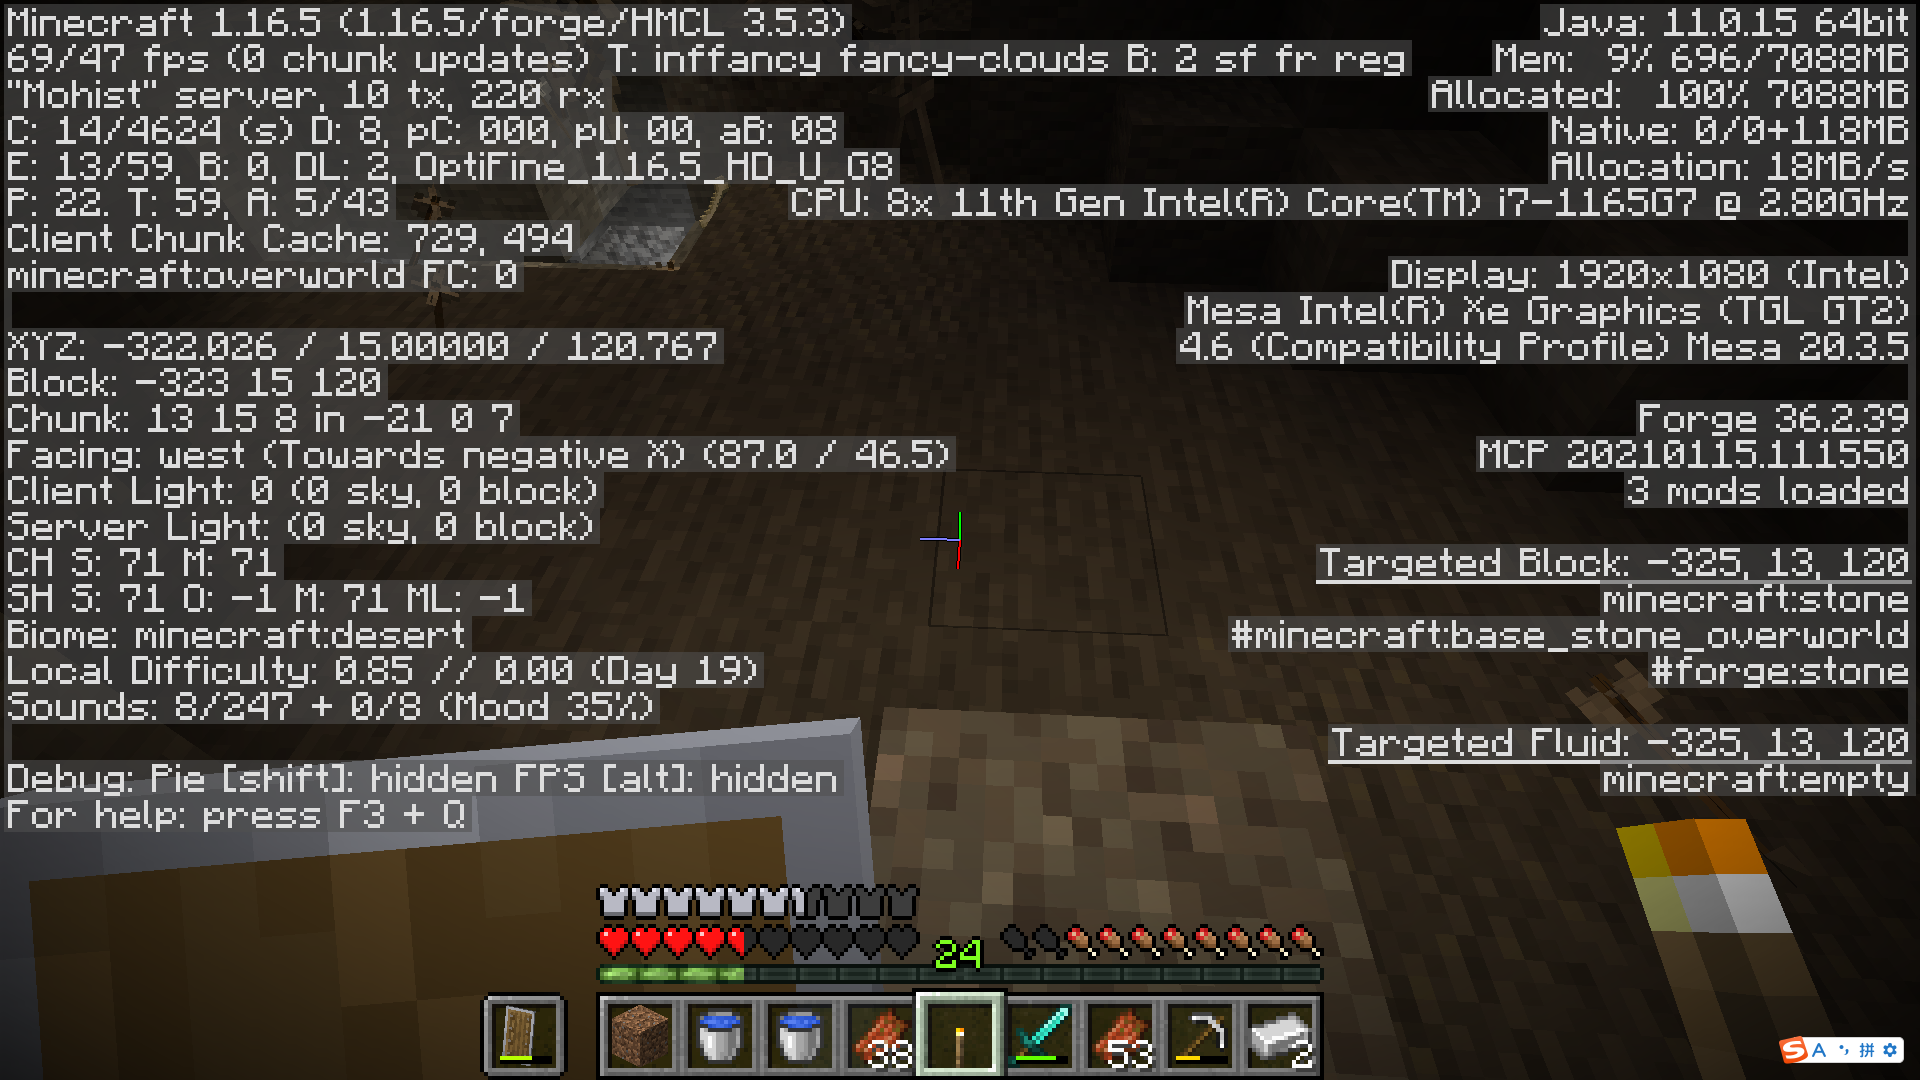 Minecraft 1.16.5 (1.16.5/forge/HMCL 3.5.3)
69/47 fps (0 chunk updates) T: inffancy fancy-clouds B: 2 sf fr reg
"Mohist" server, 10 tx, 220 rx
C: 14/4624 (s) D: 8, pC: 000, pU: 00, aB: 08
E: 13/59, B: 0, DL: 2, OptiFine_1.16.5_HD_U_G8
P: 22. T: 59, A: 5/43
Client Chunk Cache: 729, 494
minecraft:overworld FC: 0
XYZ: -322.026 / 15.00000 / 120.767
Block: -323 15 120
Chunk: 13 15 8 in -21 0 7
Facing: west (Towards negative X) (87.0 / 46.5)
Client Light: 0 (0 sky, 0 block)
Server Light: (0 sky, 0 block)
CH S: 71 M: 71
SH S: 71 O: -1 M: 71 ML: -1
Biome: minecraft:desert
Local Difficulty: 0.85 // 0.00 (Day 19)
Sounds: 8/247 + 0/8 (Mood 35%)
Debug: Pie [shift]: hidden FPS [alt]: hidden
For help: press F3 + Q
Java: 11.0.15 64bit
Mem: 9% 696/7088MB
Allocated: 100% 7088MB
Native: 0/0+118MB
Allocation: 18MB/s
CPU: 8x 11th Gen Intel(R) Core(TM) i7-1165G7 @ 2.80GHz
Display: 1920x1080 (Intel)
Mesa Intel(R) Xe Graphics (TGL GT2)
4.6 (Compatibility Profile) Mesa 20.3.5
Forge 36.2.39
MCP 20210115.111550
3 mods loaded
Targeted Block: -325, 13, 120
minecraft:stone
#minecraft:base_stone_overworld
#forge:stone
Targeted Fluid: -325, 13, 120
minecraft:empty
24
38
53
2
S A 拼